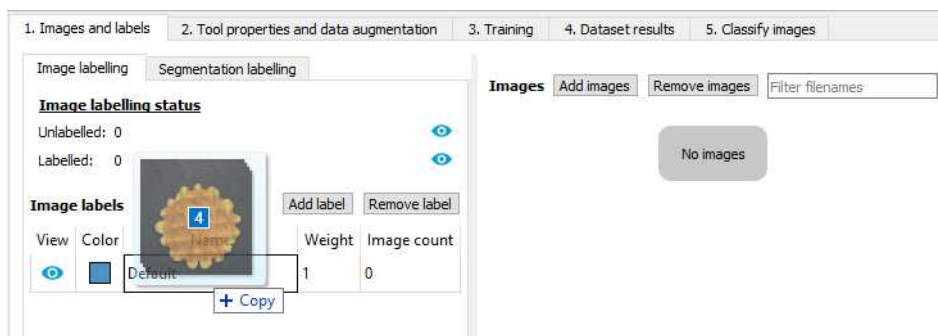 1. Images and labels 2. Tool properties and data augmentation 3. Training 4. Dataset results 5. Classify images
Image labelling Segmentation labelling
Images Add images Remove images Filter filenames
Image labelling status
Unlabelled: 0
Labelled: 0
No images
Image labels Add label Remove label
4
View Color Name Weight Image count
Default 1 0
+ Copy